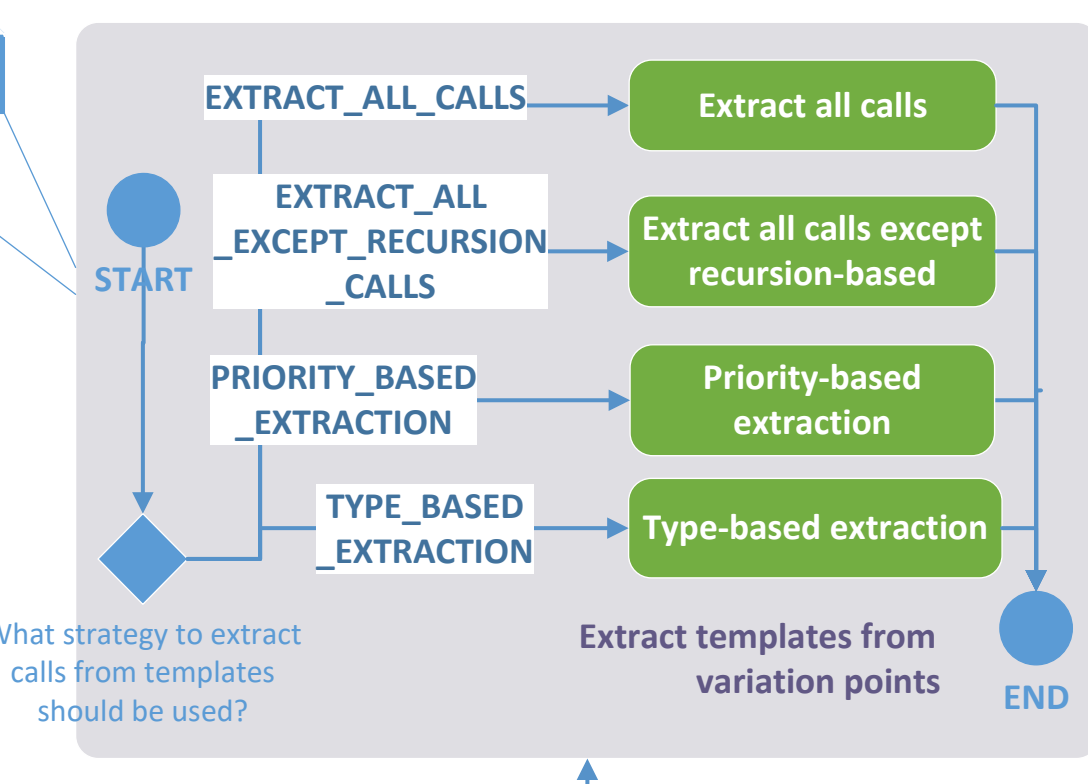 EXTRACT_ALL_CALLS
Extract all calls
START
EXTRACT_ALL
_EXCEPT_RECURSION
_CALLS
Extract all calls except
recursion-based
PRIORITY_BASED
_EXTRACTION
Priority-based
extraction
TYPE_BASED
_EXTRACTION
Type-based extraction
What strategy to extract
calls from templates
should be used?
Extract templates from
variation points
END